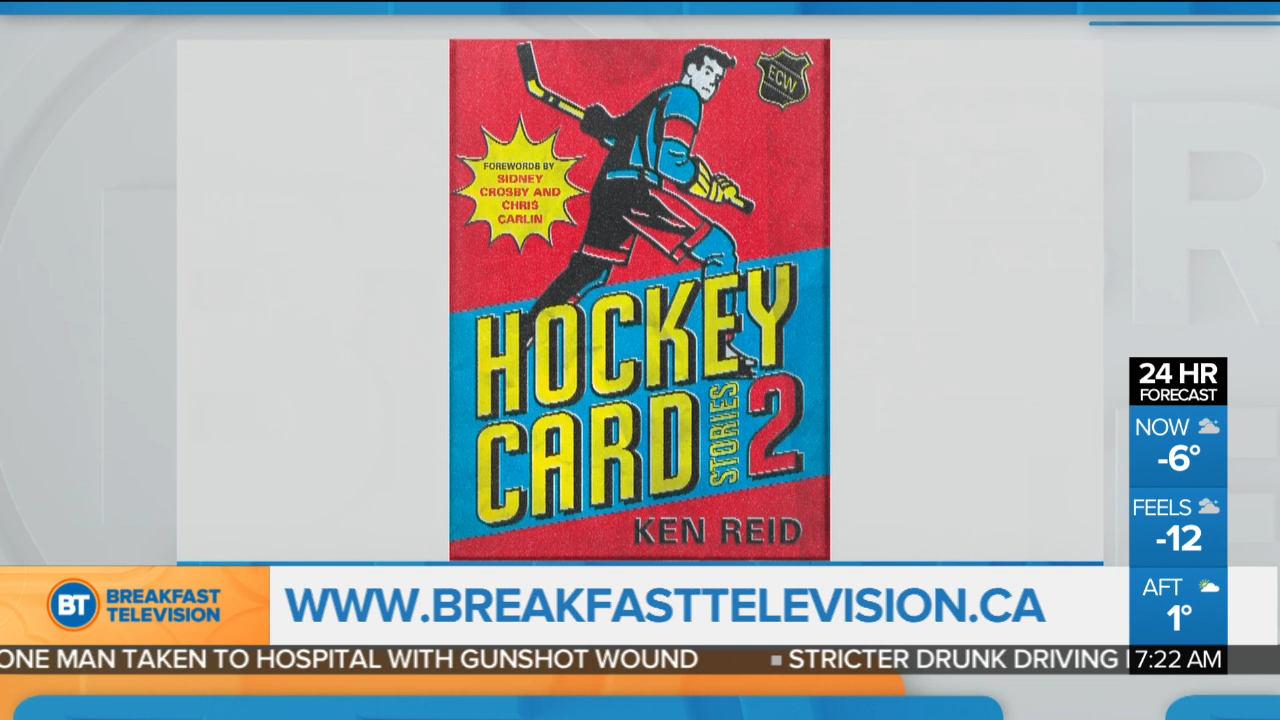 ECW
FOREWORDS BY
SIDNEY
CROSBY AND
CHRIS
CARLIN
HOCKEY
CARD
STORIES
2
KEN REID
24 HR
FORECAST
NOW
-6°
FEELS
-12
AFT
1°
BT
BREAKFAST
TELEVISION
WWW.BREAKFASTTELEVISION.CA
ONE MAN TAKEN TO HOSPITAL WITH GUNSHOT WOUND
STRICTER DRUNK DRIVING
7:22 AM